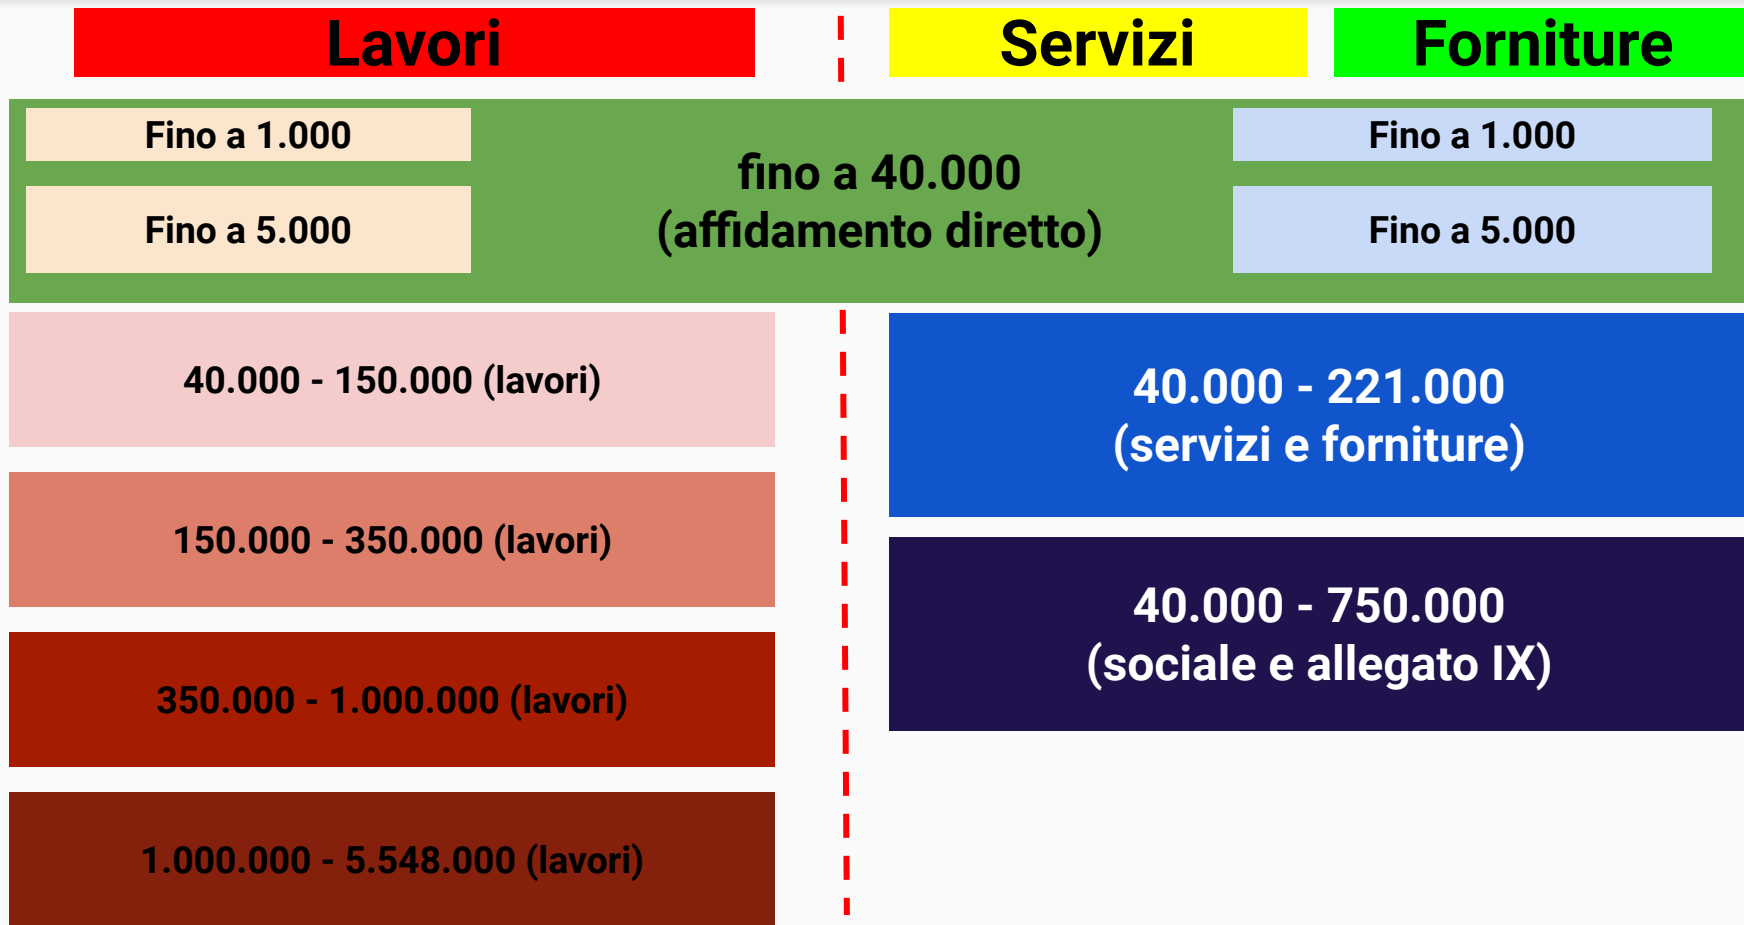 Lavori
Servizi
Forniture
Fino a 1.000
Fino a 5.000
fino a 40.000
(affidamento diretto)
Fino a 1.000
Fino a 5.000
40.000 - 150.000 (lavori)
150.000 - 350.000 (lavori)
350.000 - 1.000.000 (lavori)
1.000.000 - 5.548.000 (lavori)
40.000 - 221.000
(servizi e forniture)
40.000 - 750.000
(sociale e allegato IX)